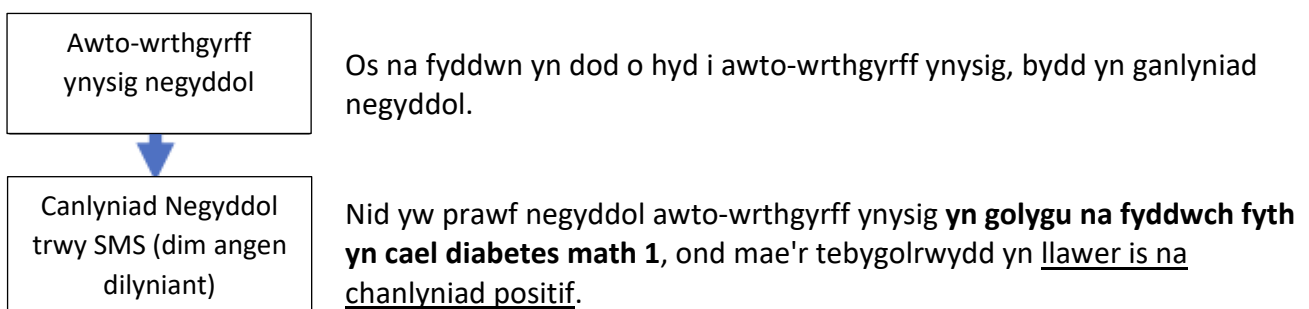 Awto-wrthgyrff
ynysig negyddol
Os na fyddwn yn dod o hyd i awto-wrthgyrff ynysig, bydd yn ganlyniad
negyddol.
Canlyniad Negyddol
trwy SMS (dim angen
dilyniant)
Nid yw prawf negyddol awto-wrthgyrff ynysig yn golygu na fyddwch fyth
yn cael diabetes math 1, ond mae'r tebygolrwydd yn llawer is na
chanlyniad positif.